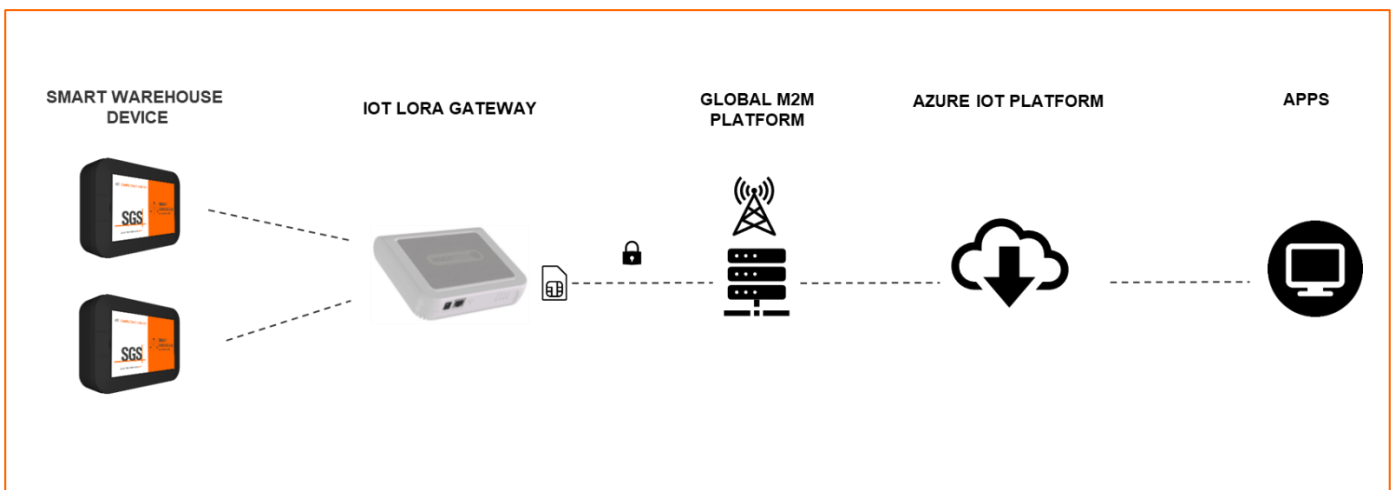 SMART WAREHOUSE
DEVICE
IOT LORA GATEWAY
GLOBAL M2M
PLATFORM
AZURE IOT PLATFORM
APPS
SGS
SGS